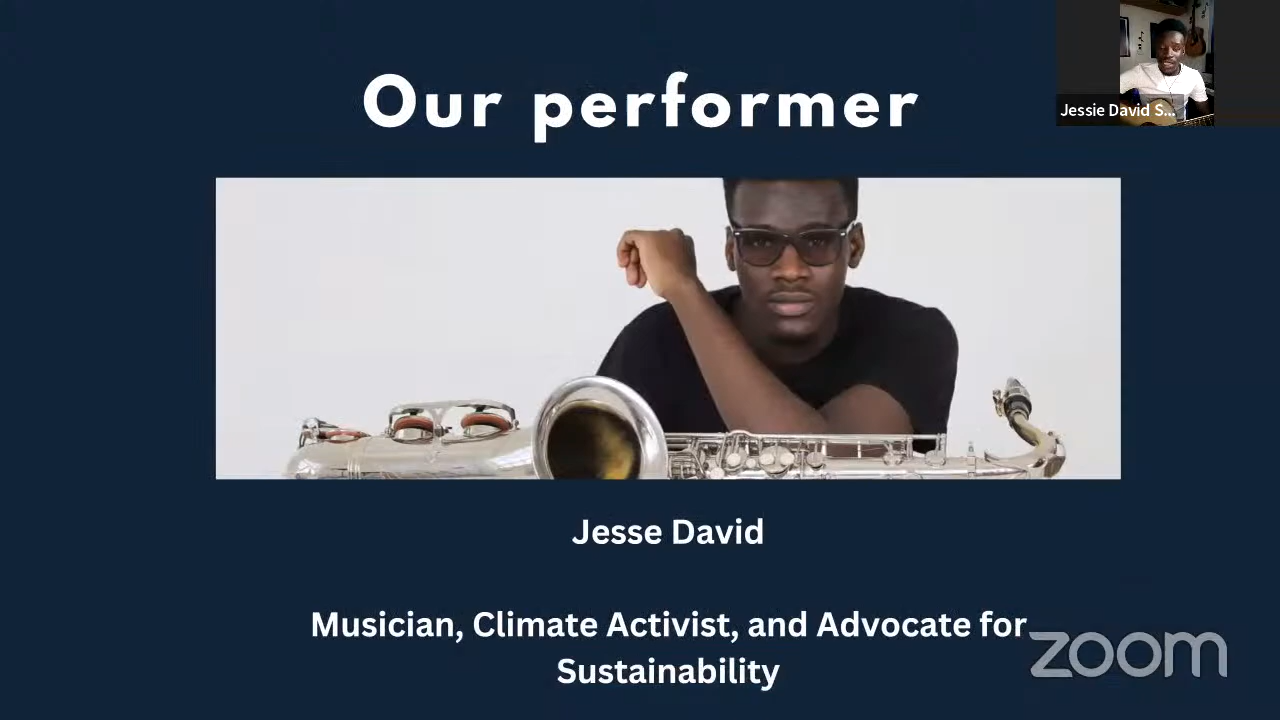 Our performer
Jessie David S...
Jesse David
Musician, Climate Activist, and Advocate for
Sustainability
zoom